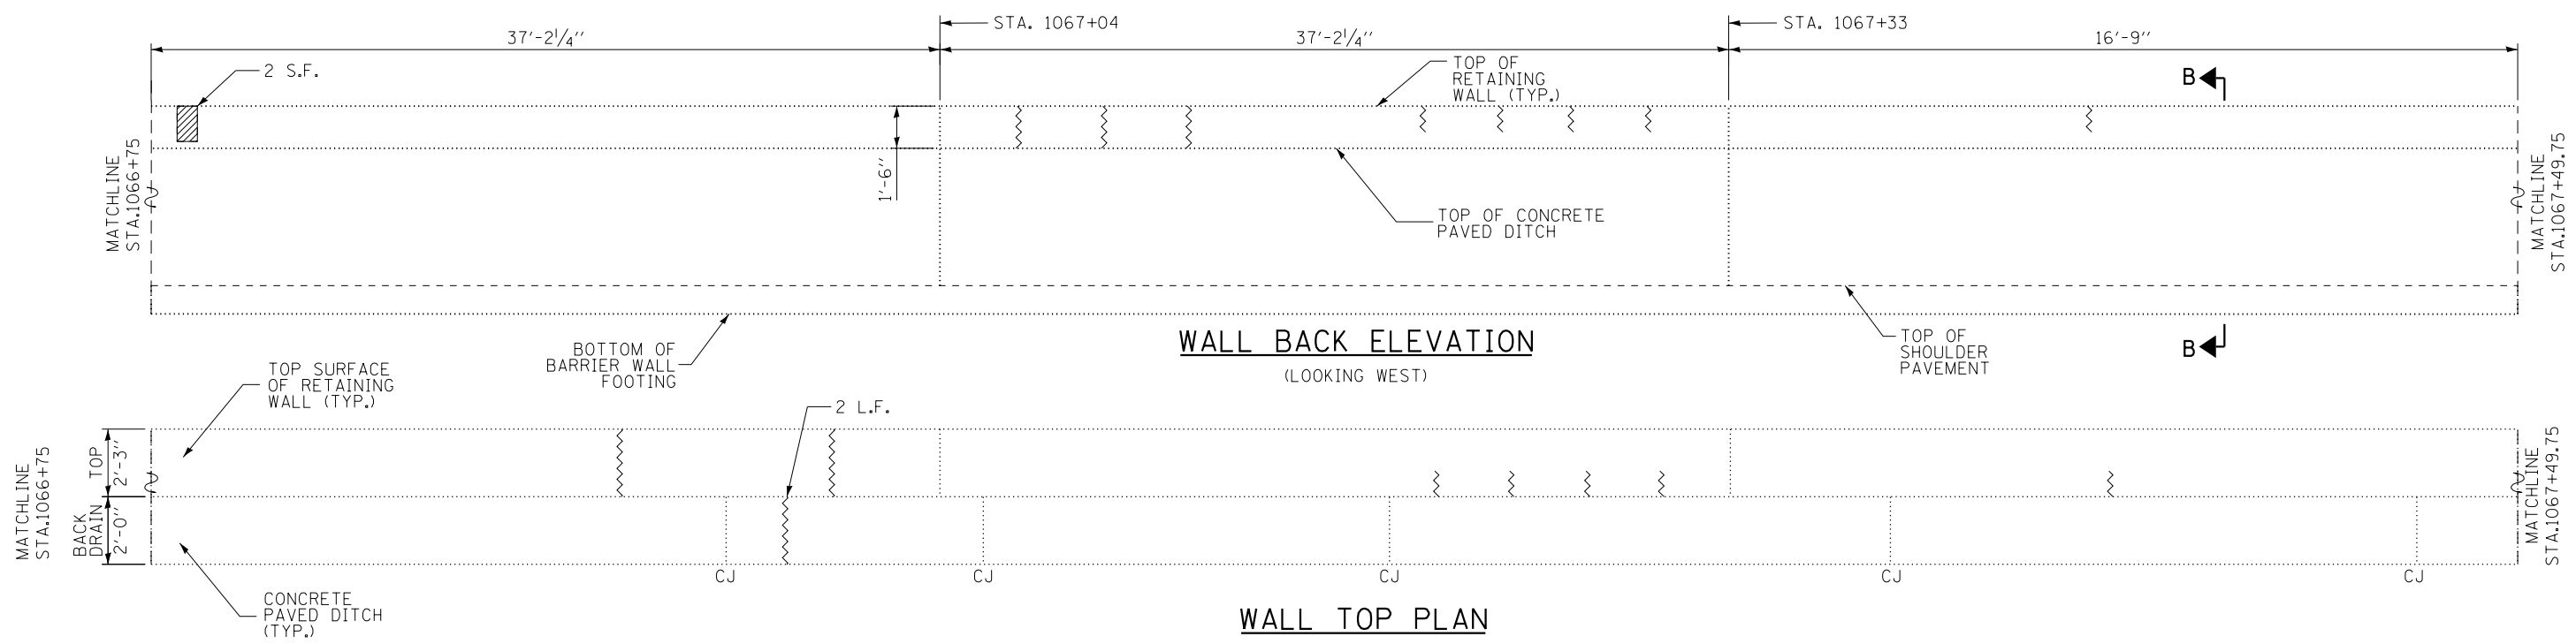 STA. 1067+04
STA. 1067+33
37'-2 1/4''
37'-2 1/4''
16'-9''
2 S.F.
TOP OF
RETAINING
WALL (TYP.)
B
MATCHLINE
STA.1066+75
1'-6''
TOP OF CONCRETE
PAVED DITCH
MATCHLINE
STA.1067+49.75
BOTTOM OF
BARRIER WALL
FOOTING
WALL BACK ELEVATION
(LOOKING WEST)
TOP OF
SHOULDER
PAVEMENT
B
TOP SURFACE
OF RETAINING
WALL (TYP.)
2 L.F.
MATCHLINE
STA.1066+75
TOP
2'-3''
BACK
DRAIN
2'-0''
MATCHLINE
STA.1067+49.75
CJ
CJ
CJ
CJ
CJ
CONCRETE
PAVED DITCH
(TYP.)
WALL TOP PLAN